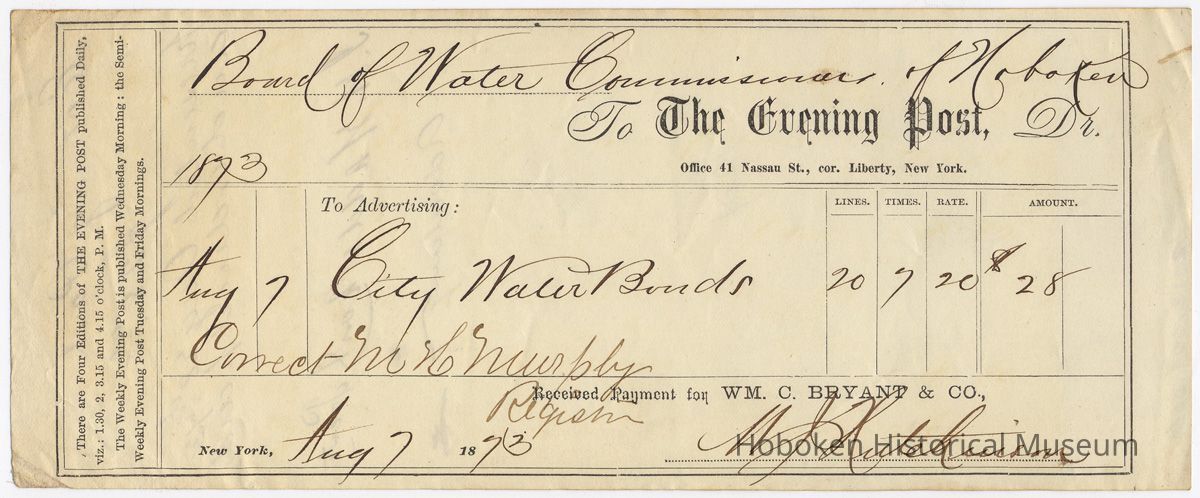 There are Four Editions of THE EVENING POST published Daily,
viz.: 1.30, 2, 3.15 and 4.15 o'clock, P. M.
The Weekly Evening Post is published Wednesday Morning: the Semi-
Weekly Evening Post Tuesday and Friday Mornings.
Board of Water Commissioners of Hoboken
To The Evening Post, Dr.
Office 41 Nassau St., cor. Liberty, New York.
1873
To Advertising: LINES. TIMES. RATE. AMOUNT.
Aug 7 City Water Bonds 20 7 20 $ 28
Correct M H Murphy
Registrar
Received Payment for WM. C. BRYANT & CO.,
New York, Aug 7 1873
Hoboken Historical Museum